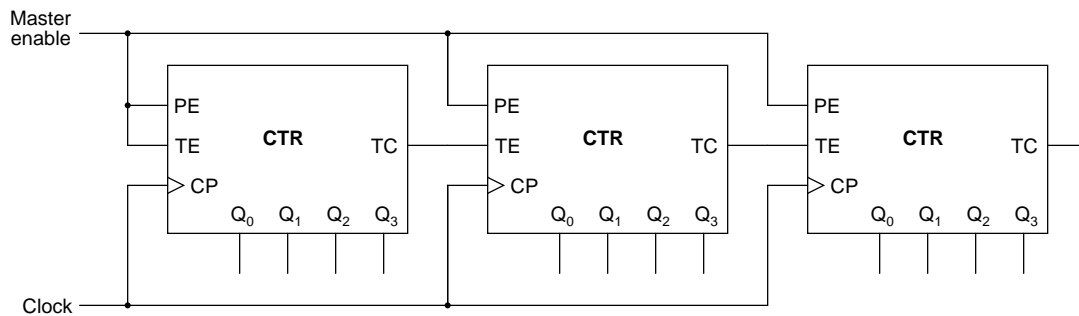 Master
enable
PE
TE
CTR
TC
CP
Q0 Q1 Q2 Q3
PE
TE
CTR
TC
CP
Q0 Q1 Q2 Q3
PE
TE
CTR
TC
CP
Q0 Q1 Q2 Q3
Clock